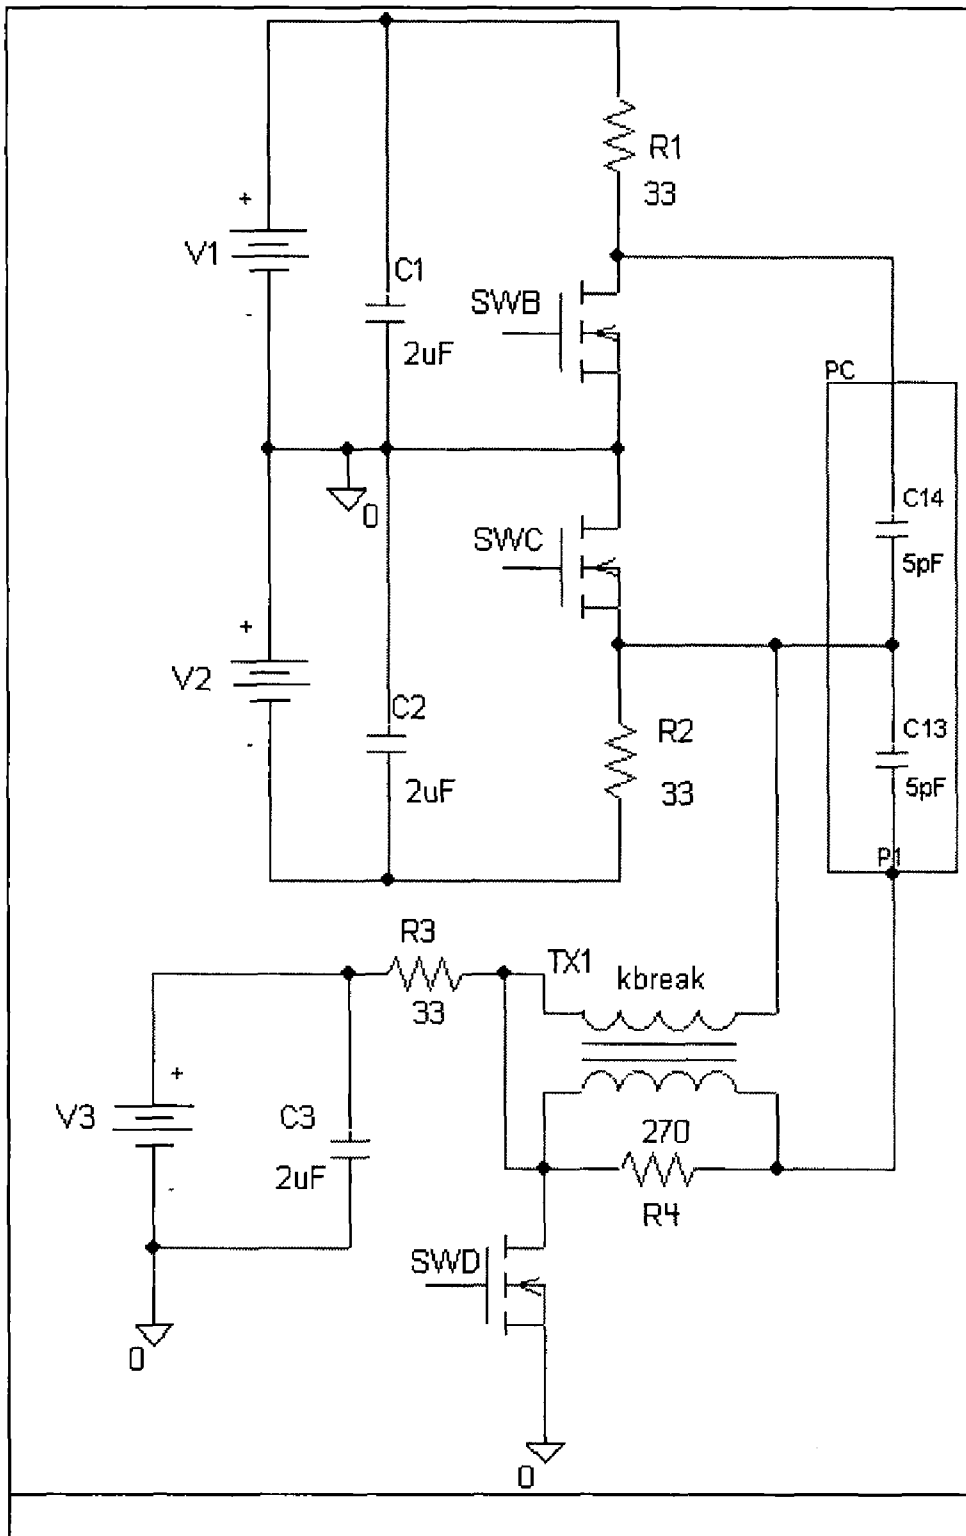 R1
33
+
V1
C1
SWB
-
2uF
PC
C14
0
SWC
5pF
+
V2
C2
R2
C13
-
33
5pF
2uF
P1
R3
TX1
kbreak
33
+
V3
C3
270
2uF
-
R4
SWD
0
0